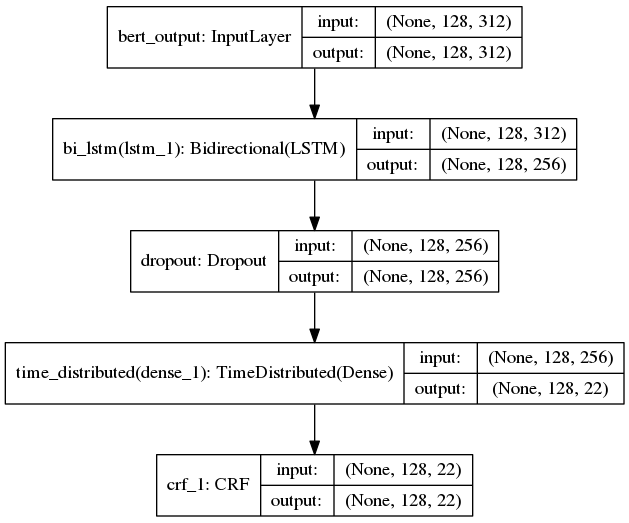 bert_output: InputLayer
input: (None, 128, 312)
output: (None, 128, 312)
bi_lstm(lstm_1): Bidirectional(LSTM)
input: (None, 128, 312)
output: (None, 128, 256)
dropout: Dropout
input: (None, 128, 256)
output: (None, 128, 256)
time_distributed(dense_1): TimeDistributed(Dense)
input: (None, 128, 256)
output: (None, 128, 22)
crf_1: CRF
input: (None, 128, 22)
output: (None, 128, 22)